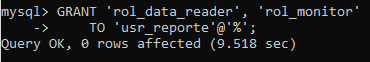 mysql> GRANT 'rol_data_reader', 'rol_monitor'
    -> TO 'usr_reporte'@'%';
Query OK, 0 rows affected (9.518 sec)